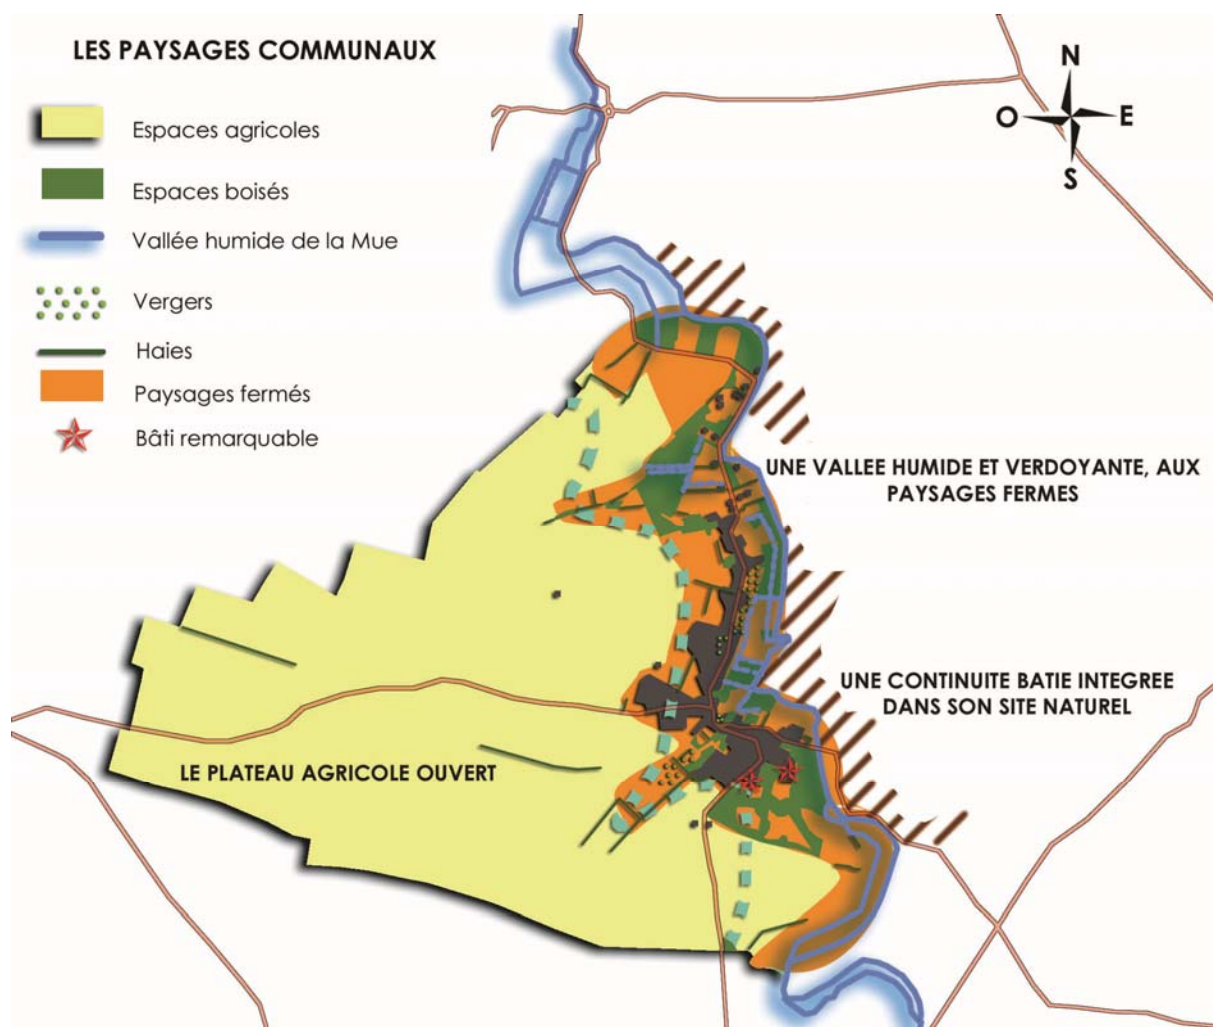 LES PAYSAGES COMMUNAUX
Espaces agricoles
Espaces boisés
Vallée humide de la Mue
Vergers
Haies
Paysages fermés
Bâti remarquable
N
O
E
S
UNE VALLEE HUMIDE ET VERDOYANTE, AUX
PAYSAGES FERMES
UNE CONTINUITE BATIE INTEGREE
DANS SON SITE NATUREL
LE PLATEAU AGRICOLE OUVERT